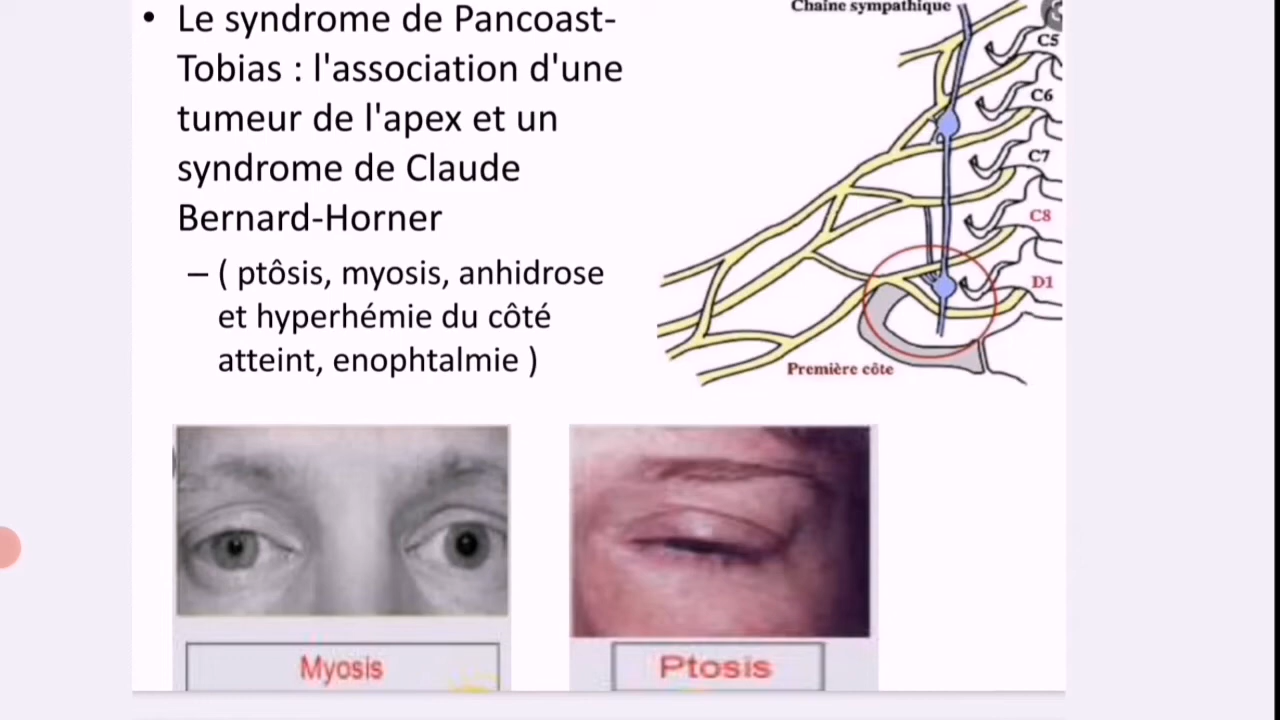 • Le syndrome de Pancoast-
Tobias : l'association d'une
tumeur de l'apex et un
syndrome de Claude
Bernard-Horner
– ( ptôsis, myosis, anhidrose
et hyperhémie du côté
atteint, enophtalmie )
Chaîne sympathique
C5
C6
C7
C8
D1
Première côte
Myosis
Ptosis